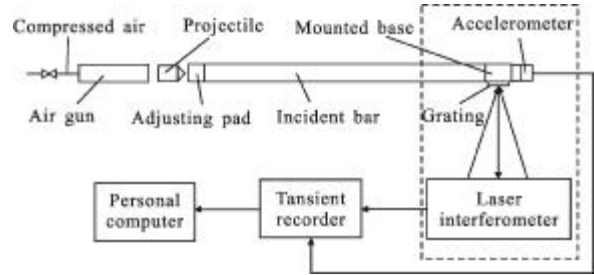 Compressed air
Projectile
Mounted base
Accelerometer
Air gun
Adjusting pad
Incident bar
Grating
Personal
computer
Tansient
recorder
Laser
interferometer